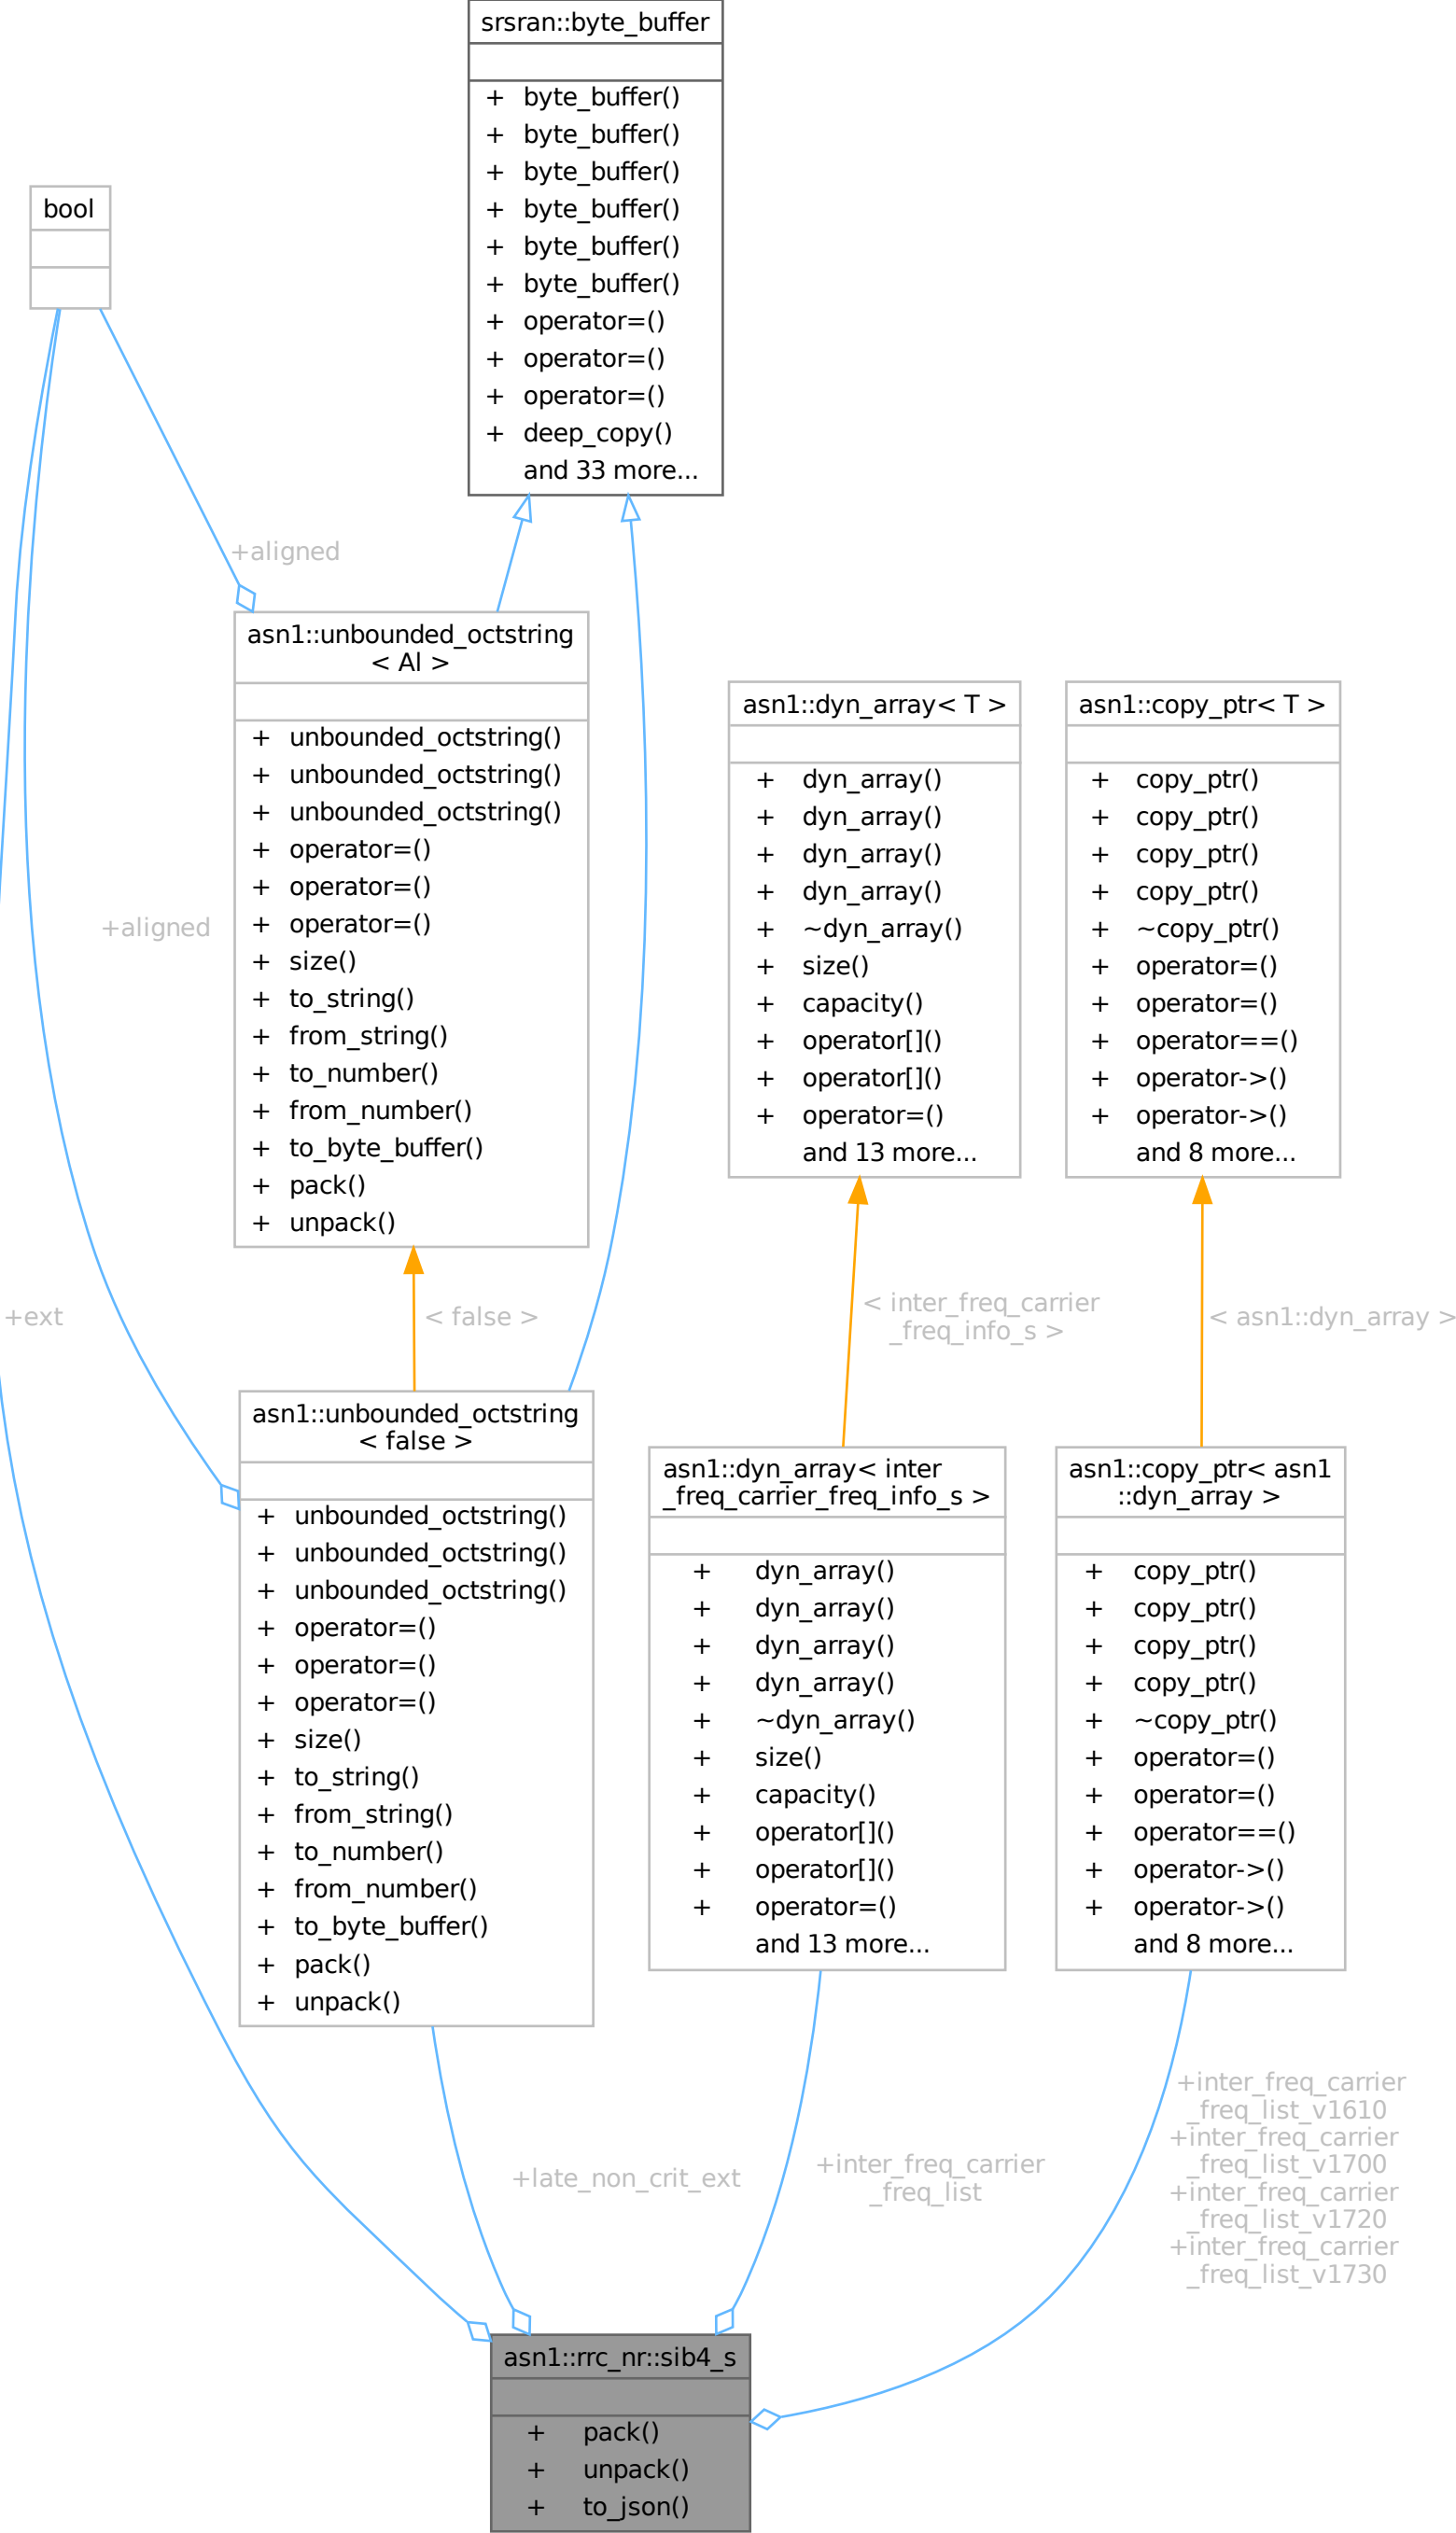 srsran::byte_buffer
+ byte_buffer()
+ byte_buffer()
+ byte_buffer()
+ byte_buffer()
+ byte_buffer()
+ byte_buffer()
+ operator=()
+ operator=()
+ operator=()
+ deep_copy()
and 33 more...
bool
+aligned
asn1::unbounded_octstring
< Al >
+ unbounded_octstring()
+ unbounded_octstring()
+ unbounded_octstring()
+ operator=()
+ operator=()
+ operator=()
+ size()
+ to_string()
+ from_string()
+ to_number()
+ from_number()
+ to_byte_buffer()
+ pack()
+ unpack()
asn1::dyn_array< T >
+ dyn_array()
+ dyn_array()
+ dyn_array()
+ dyn_array()
+ ~dyn_array()
+ size()
+ capacity()
+ operator[]()
+ operator[]()
+ operator=()
and 13 more...
asn1::copy_ptr< T >
+ copy_ptr()
+ copy_ptr()
+ copy_ptr()
+ copy_ptr()
+ ~copy_ptr()
+ operator=()
+ operator=()
+ operator==()
+ operator->()
+ operator->()
and 8 more...
+aligned
+ext
< false >
< inter_freq_carrier
_freq_info_s >
< asn1::dyn_array >
asn1::unbounded_octstring
< false >
+ unbounded_octstring()
+ unbounded_octstring()
+ unbounded_octstring()
+ operator=()
+ operator=()
+ operator=()
+ size()
+ to_string()
+ from_string()
+ to_number()
+ from_number()
+ to_byte_buffer()
+ pack()
+ unpack()
asn1::dyn_array< inter
_freq_carrier_freq_info_s >
+ dyn_array()
+ dyn_array()
+ dyn_array()
+ dyn_array()
+ ~dyn_array()
+ size()
+ capacity()
+ operator[]()
+ operator[]()
+ operator=()
and 13 more...
asn1::copy_ptr< asn1
::dyn_array >
+ copy_ptr()
+ copy_ptr()
+ copy_ptr()
+ copy_ptr()
+ ~copy_ptr()
+ operator=()
+ operator=()
+ operator==()
+ operator->()
+ operator->()
and 8 more...
+late_non_crit_ext
+inter_freq_carrier
_freq_list
+inter_freq_carrier
_freq_list_v1610
+inter_freq_carrier
_freq_list_v1700
+inter_freq_carrier
_freq_list_v1720
+inter_freq_carrier
_freq_list_v1730
asn1::rrc_nr::sib4_s
+ pack()
+ unpack()
+ to_json()